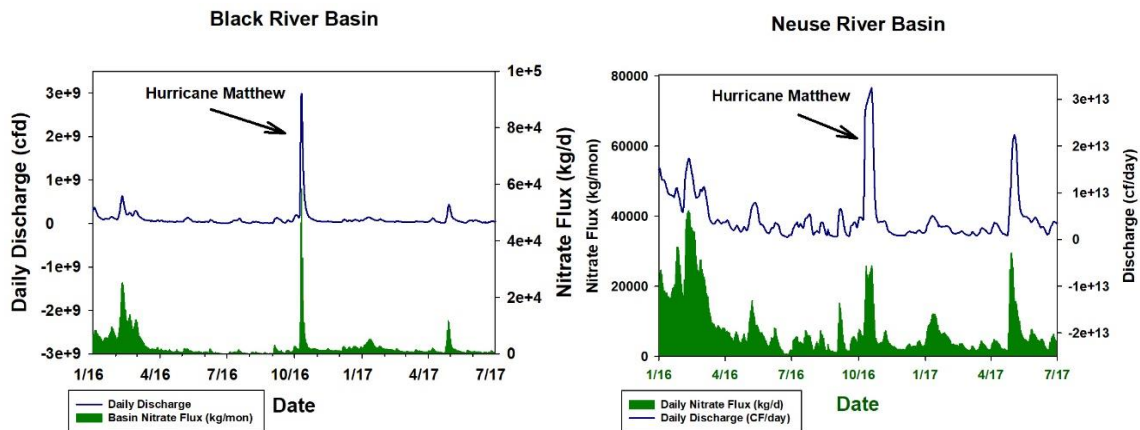 Black River Basin
Hurricane Matthew
Daily Discharge (cfd)
3e+9
2e+9
1e+9
0
-1e+9
-2e+9
-3e+9
1e+5
8e+4
6e+4
4e+4
2e+4
0
Nitrate Flux (kg/d)
1/16 4/16 7/16 10/16 1/17 4/17 7/17
Date
Daily Discharge
Basin Nitrate Flux (kg/mon)
Neuse River Basin
Hurricane Matthew
Nitrate Flux (kg/mon)
80000
60000
40000
20000
0
3e+13
2e+13
1e+13
0
-1e+13
-2e+13
Discharge (cf/day)
1/16 4/16 7/16 10/16 1/17 4/17 7/17
Date
Daily Nitrate Flux (kg/d)
Daily Discharge (CF/day)